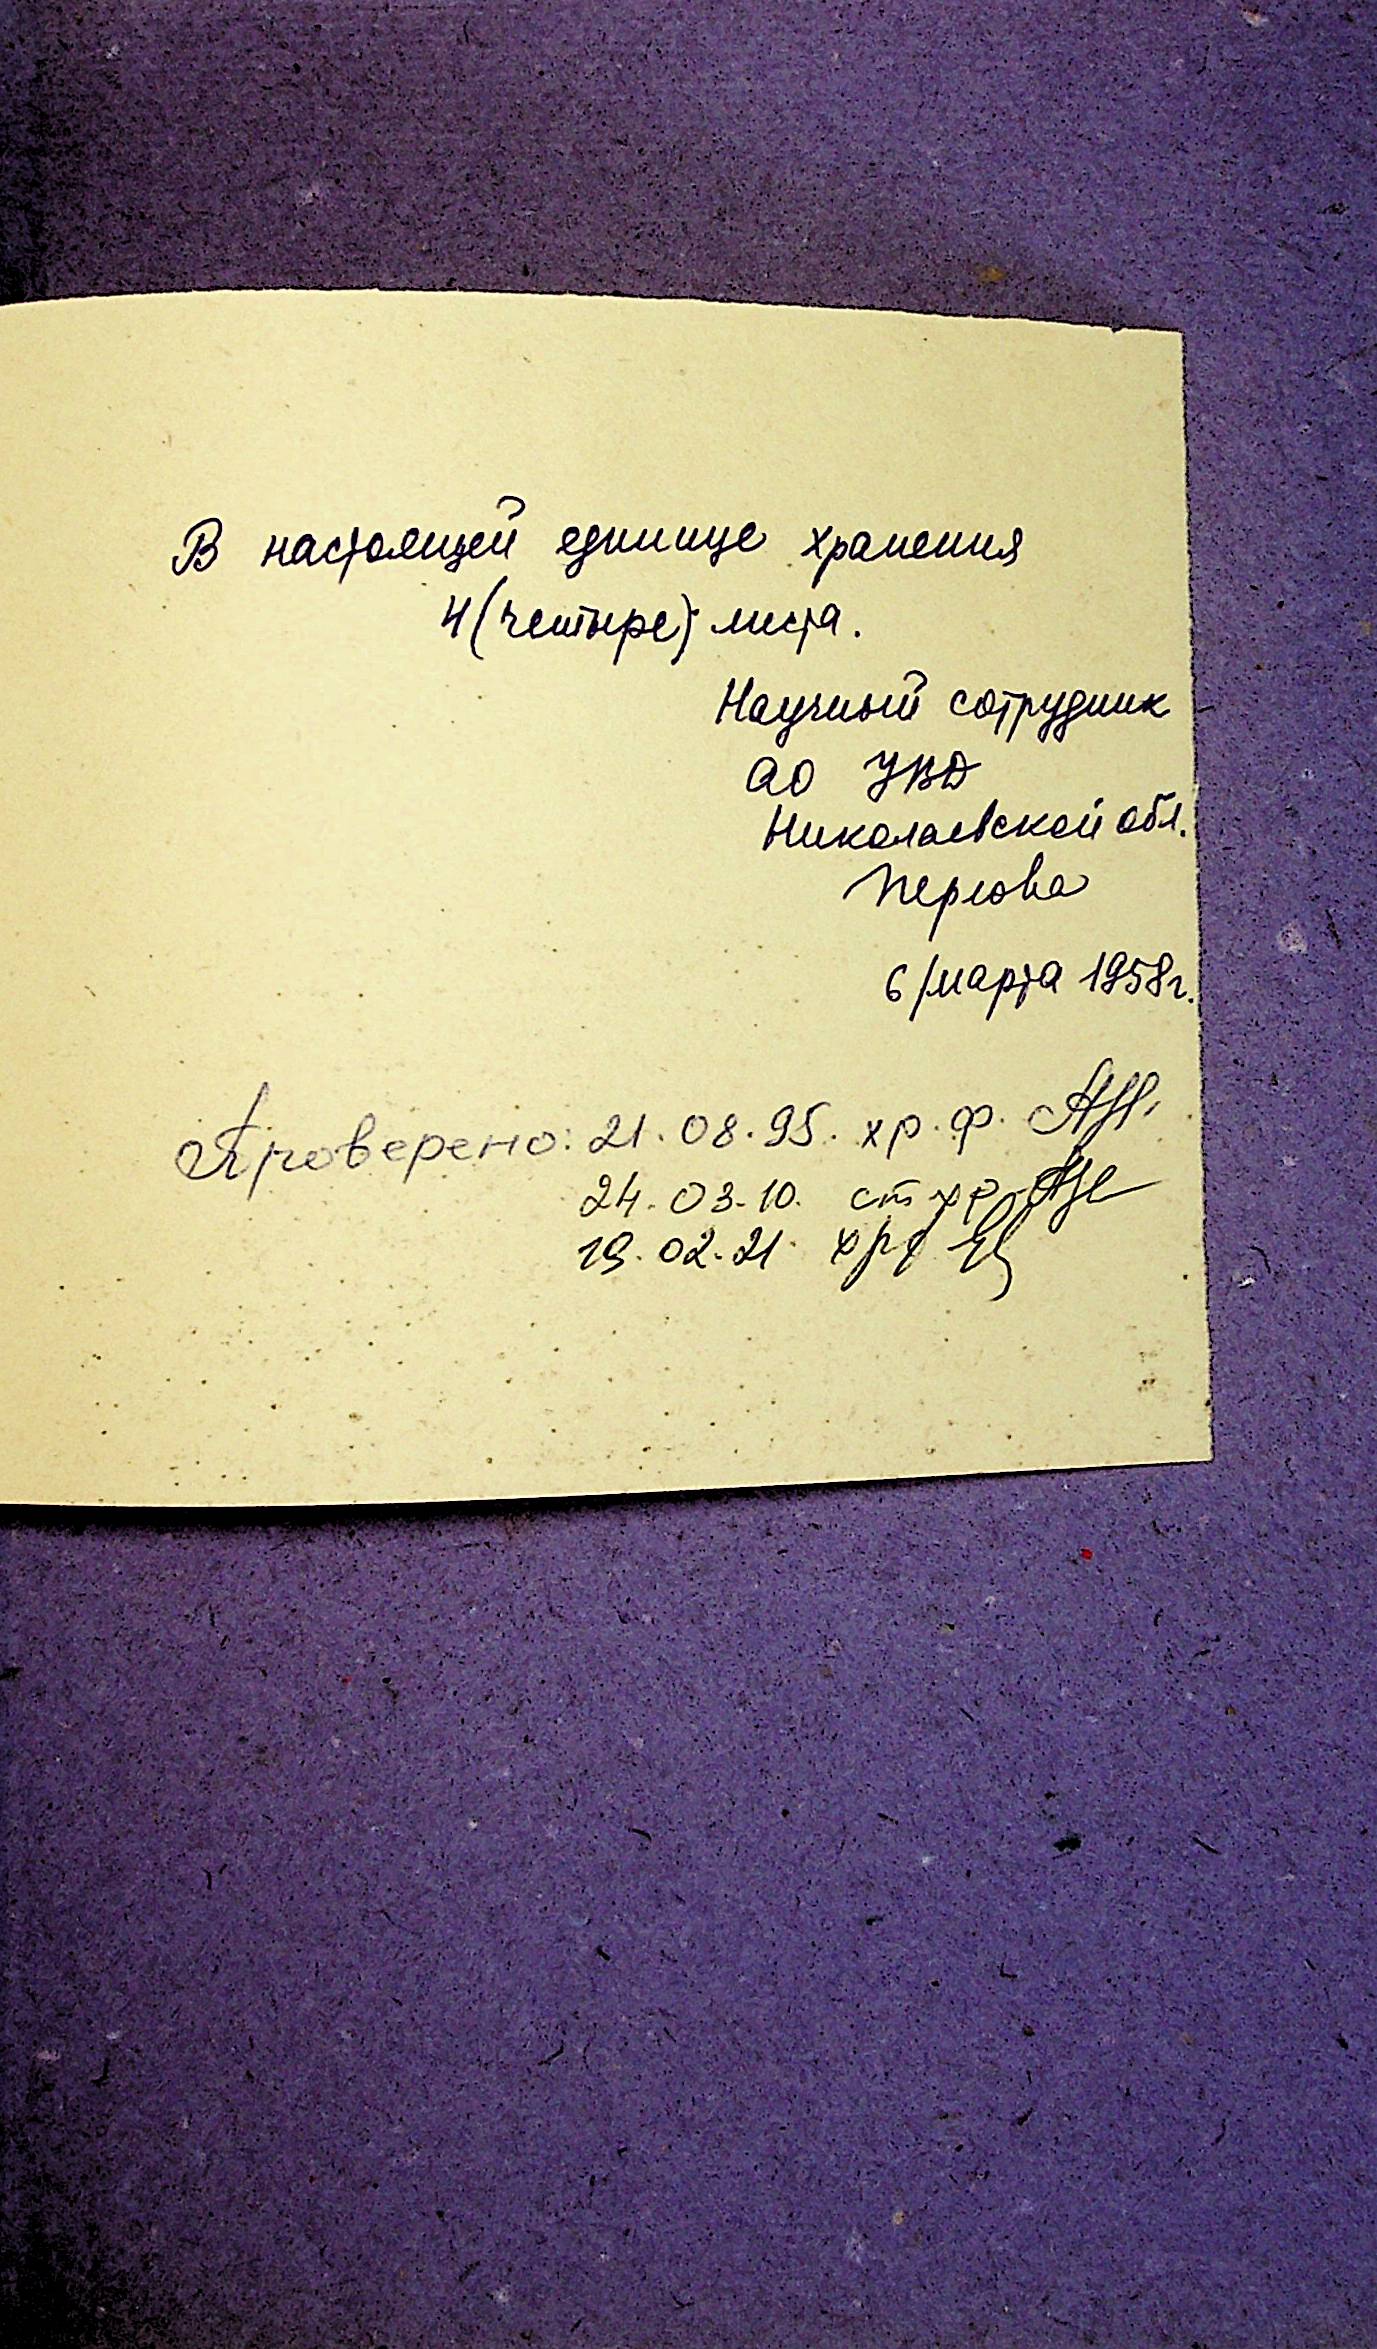 В настоящей единице хранения
4 (четыре) листа.
Научный сотрудник
АО УВД
Николаевской обл.
Перлова
6/марта 1958г.
Проверено: 21.08.95. хр.ф.
24.03.10. ст хр
19.02.21. хрф